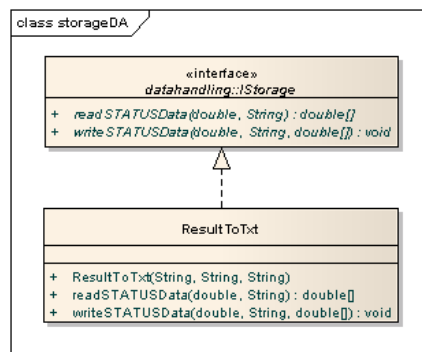 class storageDA
«interface»
datahandling::IStorage
+ readSTATUSData(double, String) : double[]
+ writeSTATUSData(double, String, double[]) : void
ResultToTxt
+ ResultToTxt(String, String, String)
+ readSTATUSData(double, String) : double[]
+ writeSTATUSData(double, String, double[]) : void